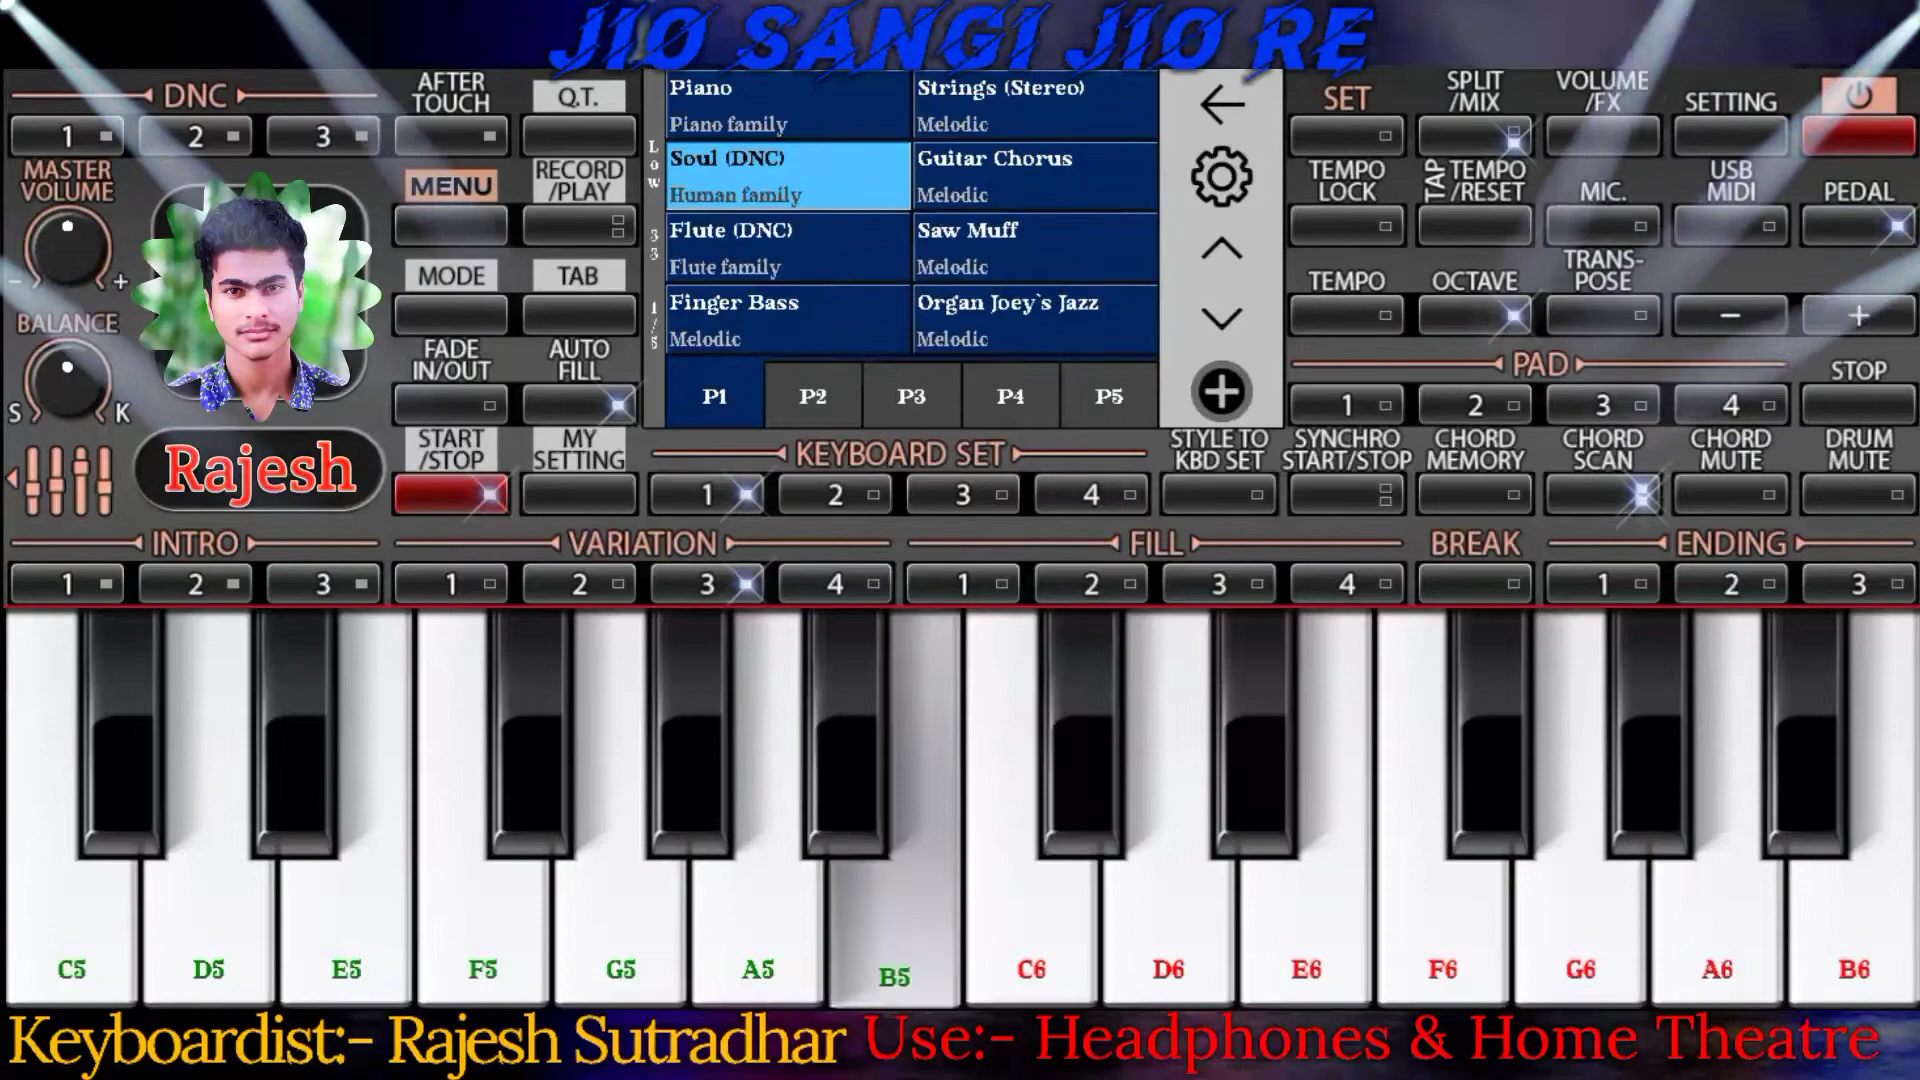 JIO SANGI JIO RE
DNC
1 2 3
AFTER
TOUCH
Q.T.
MASTER
VOLUME
- +
BALANCE
S K
Rajesh
MENU
RECORD
/PLAY
MODE
TAB
FADE
IN/OUT
AUTO
FILL
START
/STOP
MY
SETTING
Low
33
1/5
Piano
Piano family
Strings (Stereo)
Melodic
Soul (DNC)
Human family
Guitar Chorus
Melodic
Flute (DNC)
Flute family
Saw Muff
Melodic
Finger Bass
Melodic
Organ Joey`s Jazz
Melodic
P1 P2 P3 P4 P5
KEYBOARD SET
1 2 3 4
SET
SPLIT
/MIX
VOLUME
/FX
SETTING
TEMPO
LOCK
TAP TEMPO
/RESET
MIC.
USB
MIDI
PEDAL
TEMPO
OCTAVE
TRANS-
POSE
- +
PAD
STOP
1 2 3 4
STYLE TO
KBD SET
SYNCHRO
START/STOP
CHORD
MEMORY
CHORD
SCAN
CHORD
MUTE
DRUM
MUTE
INTRO
1 2 3
VARIATION
1 2 3 4
FILL
1 2 3 4
BREAK
ENDING
1 2 3
C5 D5 E5 F5 G5 A5 B5 C6 D6 E6 F6 G6 A6 B6
Keyboardist:- Rajesh Sutradhar Use:- Headphones & Home Theatre